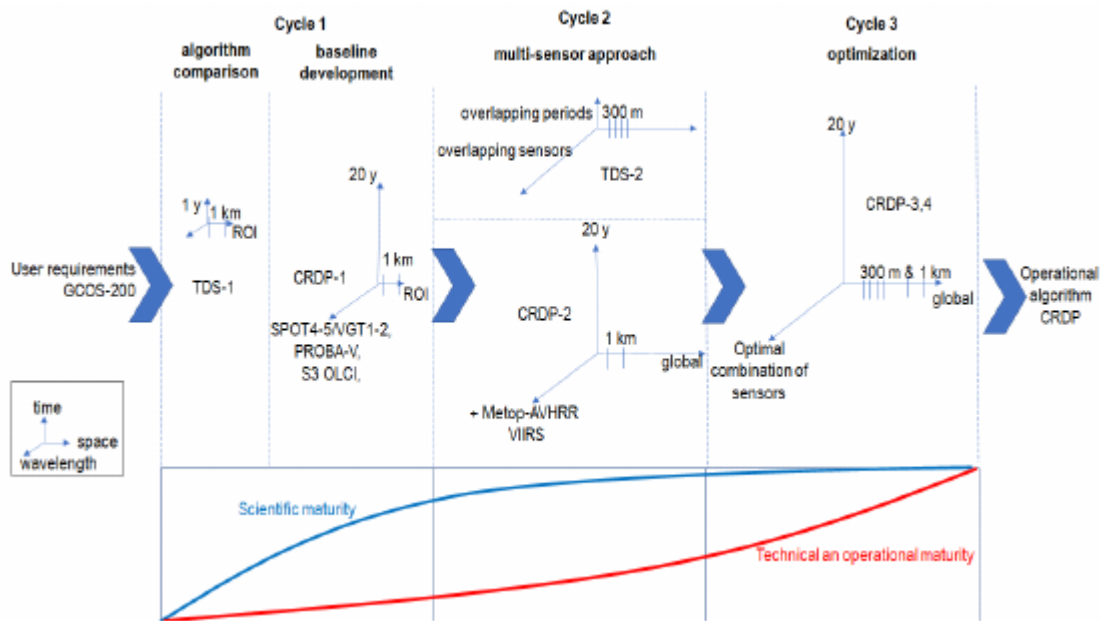 Cycle 1
Cycle 2
Cycle 3
algorithm
comparison
baseline
development
multi-sensor approach
optimization
overlapping periods
300 m
overlapping sensors
TDS-2
20 y
1 y
1 km
ROI
TDS-1
20 y
CRDP-1
1 km
ROI
SPOT4-5/VGT1-2,
PROBA-V,
S3 OLCI,
20 y
CRDP-2
1 km
global
+ Metop-AVHRR
VIIRS
CRDP-3,4
300 m & 1 km
global
Optimal
combination of
sensors
User requirements
GCOS-200
Operational
algorithm
CRDP
time
space
wavelength
Scientific maturity
Technical an operational maturity